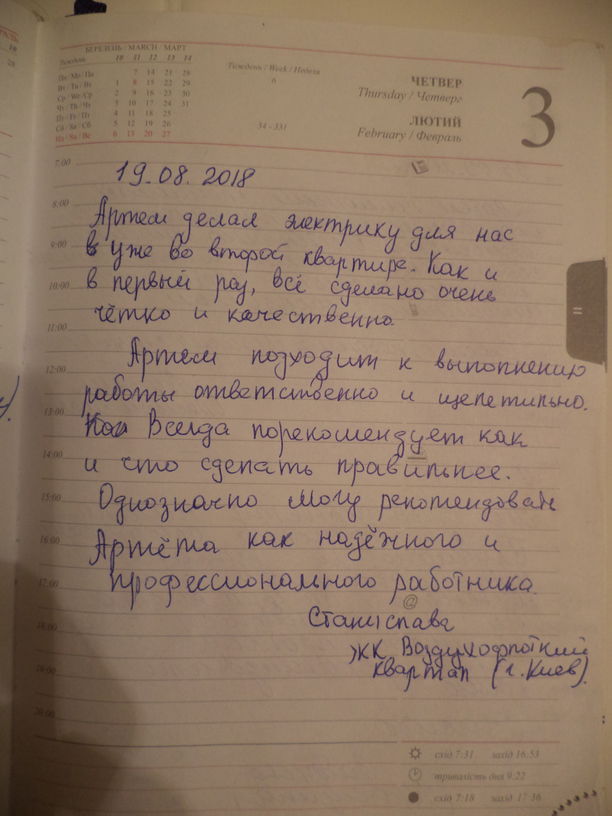 БЕРЕЗЕНЬ / MARCH / МАРТ
Тиждень 10 11 12 13 14
Пн / Mo / Пн 7 14 21 28
Вт / Tu / Вт 1 8 15 22 29
Ср / We / Ср 2 9 16 23 30
Чт / Th / Чт 3 10 17 24 31
Пт / Fr / Пт 4 11 18 25
Сб / Sa / Сб 5 12 19 26
Нд / Su / Вс 6 13 20 27
Тиждень / Week / Неделя
6
34 - 331
ЧЕТВЕР
Thursday / Четверг
ЛЮТИЙ
February / Февраль
3
7:00
19.08.2018
8:00
Артем делал электрику для нас
9:00
уже во второй квартире. Как и
10:00
в первый раз, всё сделано очень
чётко и качественно
11:00
Артем подходит к выполнению
12:00
работы ответственно и щепетильно.
13:00
Всегда порекомендует как
14:00
и что сделать правильнее.
15:00
Однозначно могу рекомендовать
16:00
Артёма как надёжного и
17:00
профессионального работника.
18:00
Станислава
ЖК Воздухофлотский
19:00
квартал (г. Киев).
20:00
схід 7:31 захід 16:53
тривалість дня 9:22
схід 7:18 захід 17:36